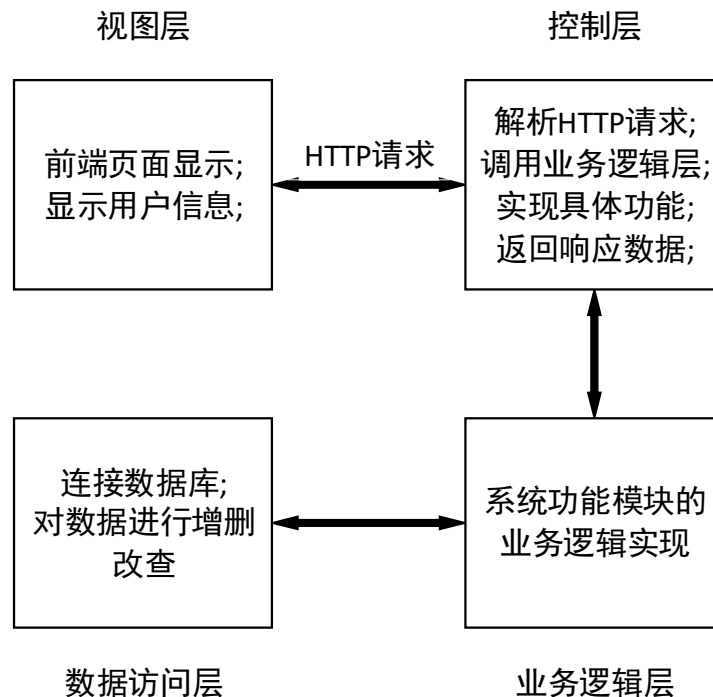 视图层
控制层
前端页面显示;
显示用户信息;
HTTP请求
解析HTTP请求;
调用业务逻辑层;
实现具体功能;
返回响应数据;
连接数据库;
对数据进行增删
改查
系统功能模块的
业务逻辑实现
数据访问层
业务逻辑层